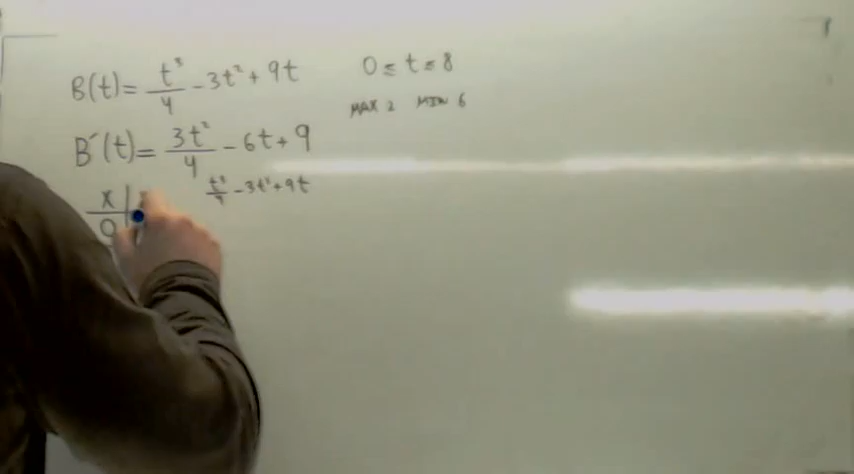 B(t) = t³/4 - 3t² + 9t 0 ≤ t ≤ 8
MAX 2 MIN 6
B´(t) = 3t²/4 - 6t + 9
t³/4 - 3t² + 9t
x
0